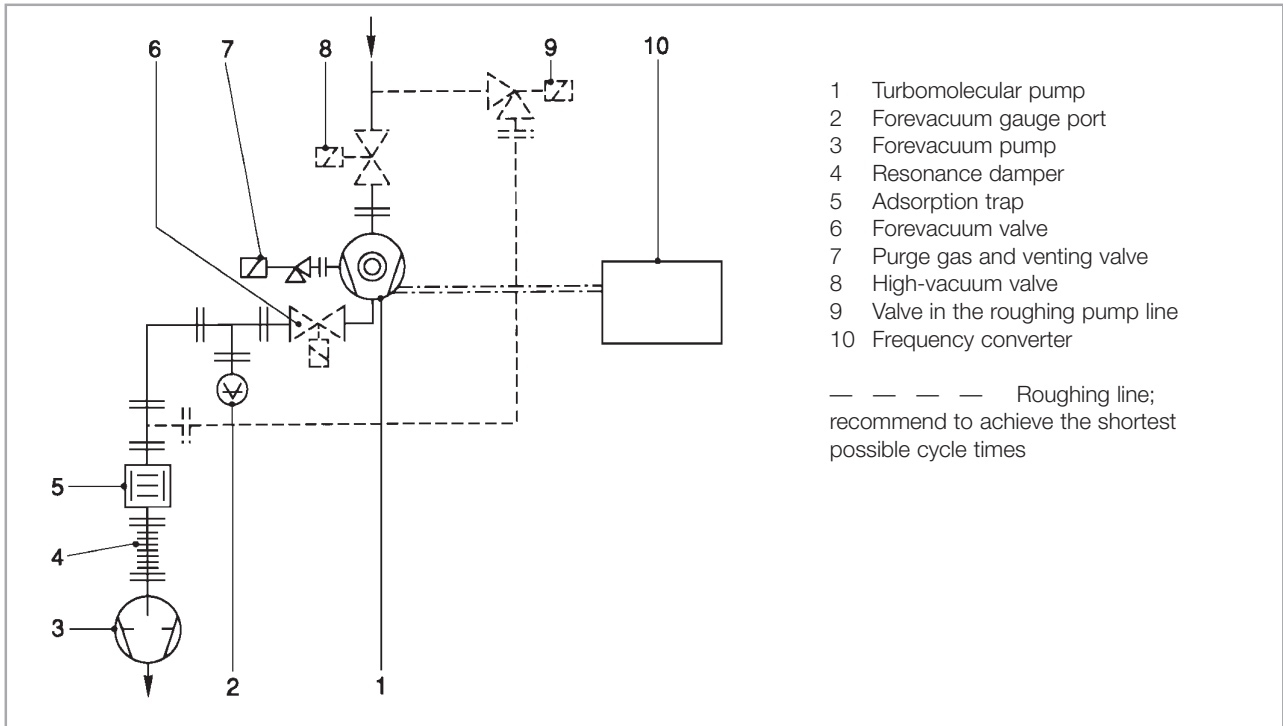 6
7
8
9
10
5
4
3
2
1
1 Turbomolecular pump
2 Forevacuum gauge port
3 Forevacuum pump
4 Resonance damper
5 Adsorption trap
6 Forevacuum valve
7 Purge gas and venting valve
8 High-vacuum valve
9 Valve in the roughing pump line
10 Frequency converter
— — — — Roughing line;
recommend to achieve the shortest
possible cycle times